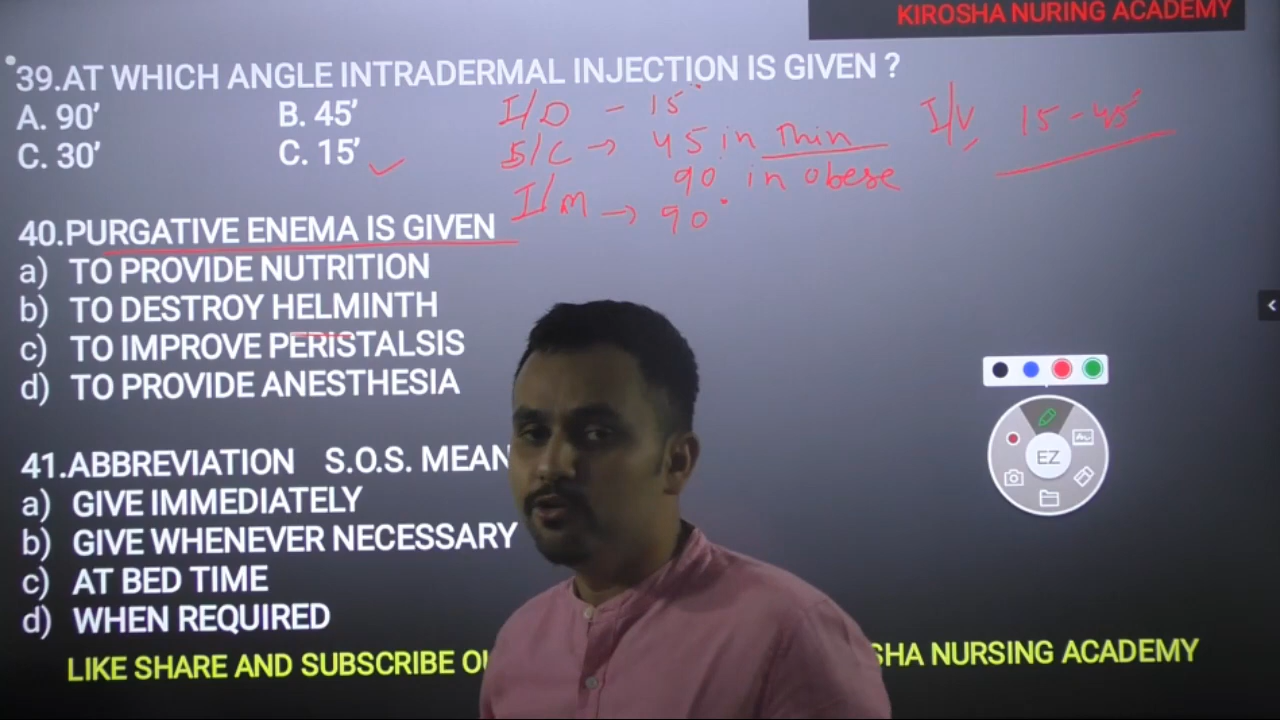 KIROSHA NURING ACADEMY
39.AT WHICH ANGLE INTRADERMAL INJECTION IS GIVEN ?
A. 90’ B. 45’
C. 30’ C. 15’
I/D - 15°
S/C → 45 in Thin
90 in obese
I/M → 90°
I/V 15 - 45°
40.PURGATIVE ENEMA IS GIVEN
a) TO PROVIDE NUTRITION
b) TO DESTROY HELMINTH
c) TO IMPROVE PERISTALSIS
d) TO PROVIDE ANESTHESIA
41.ABBREVIATION S.O.S. MEAN
a) GIVE IMMEDIATELY
b) GIVE WHENEVER NECESSARY
c) AT BED TIME
d) WHEN REQUIRED
LIKE SHARE AND SUBSCRIBE SHA NURSING ACADEMY
EZ